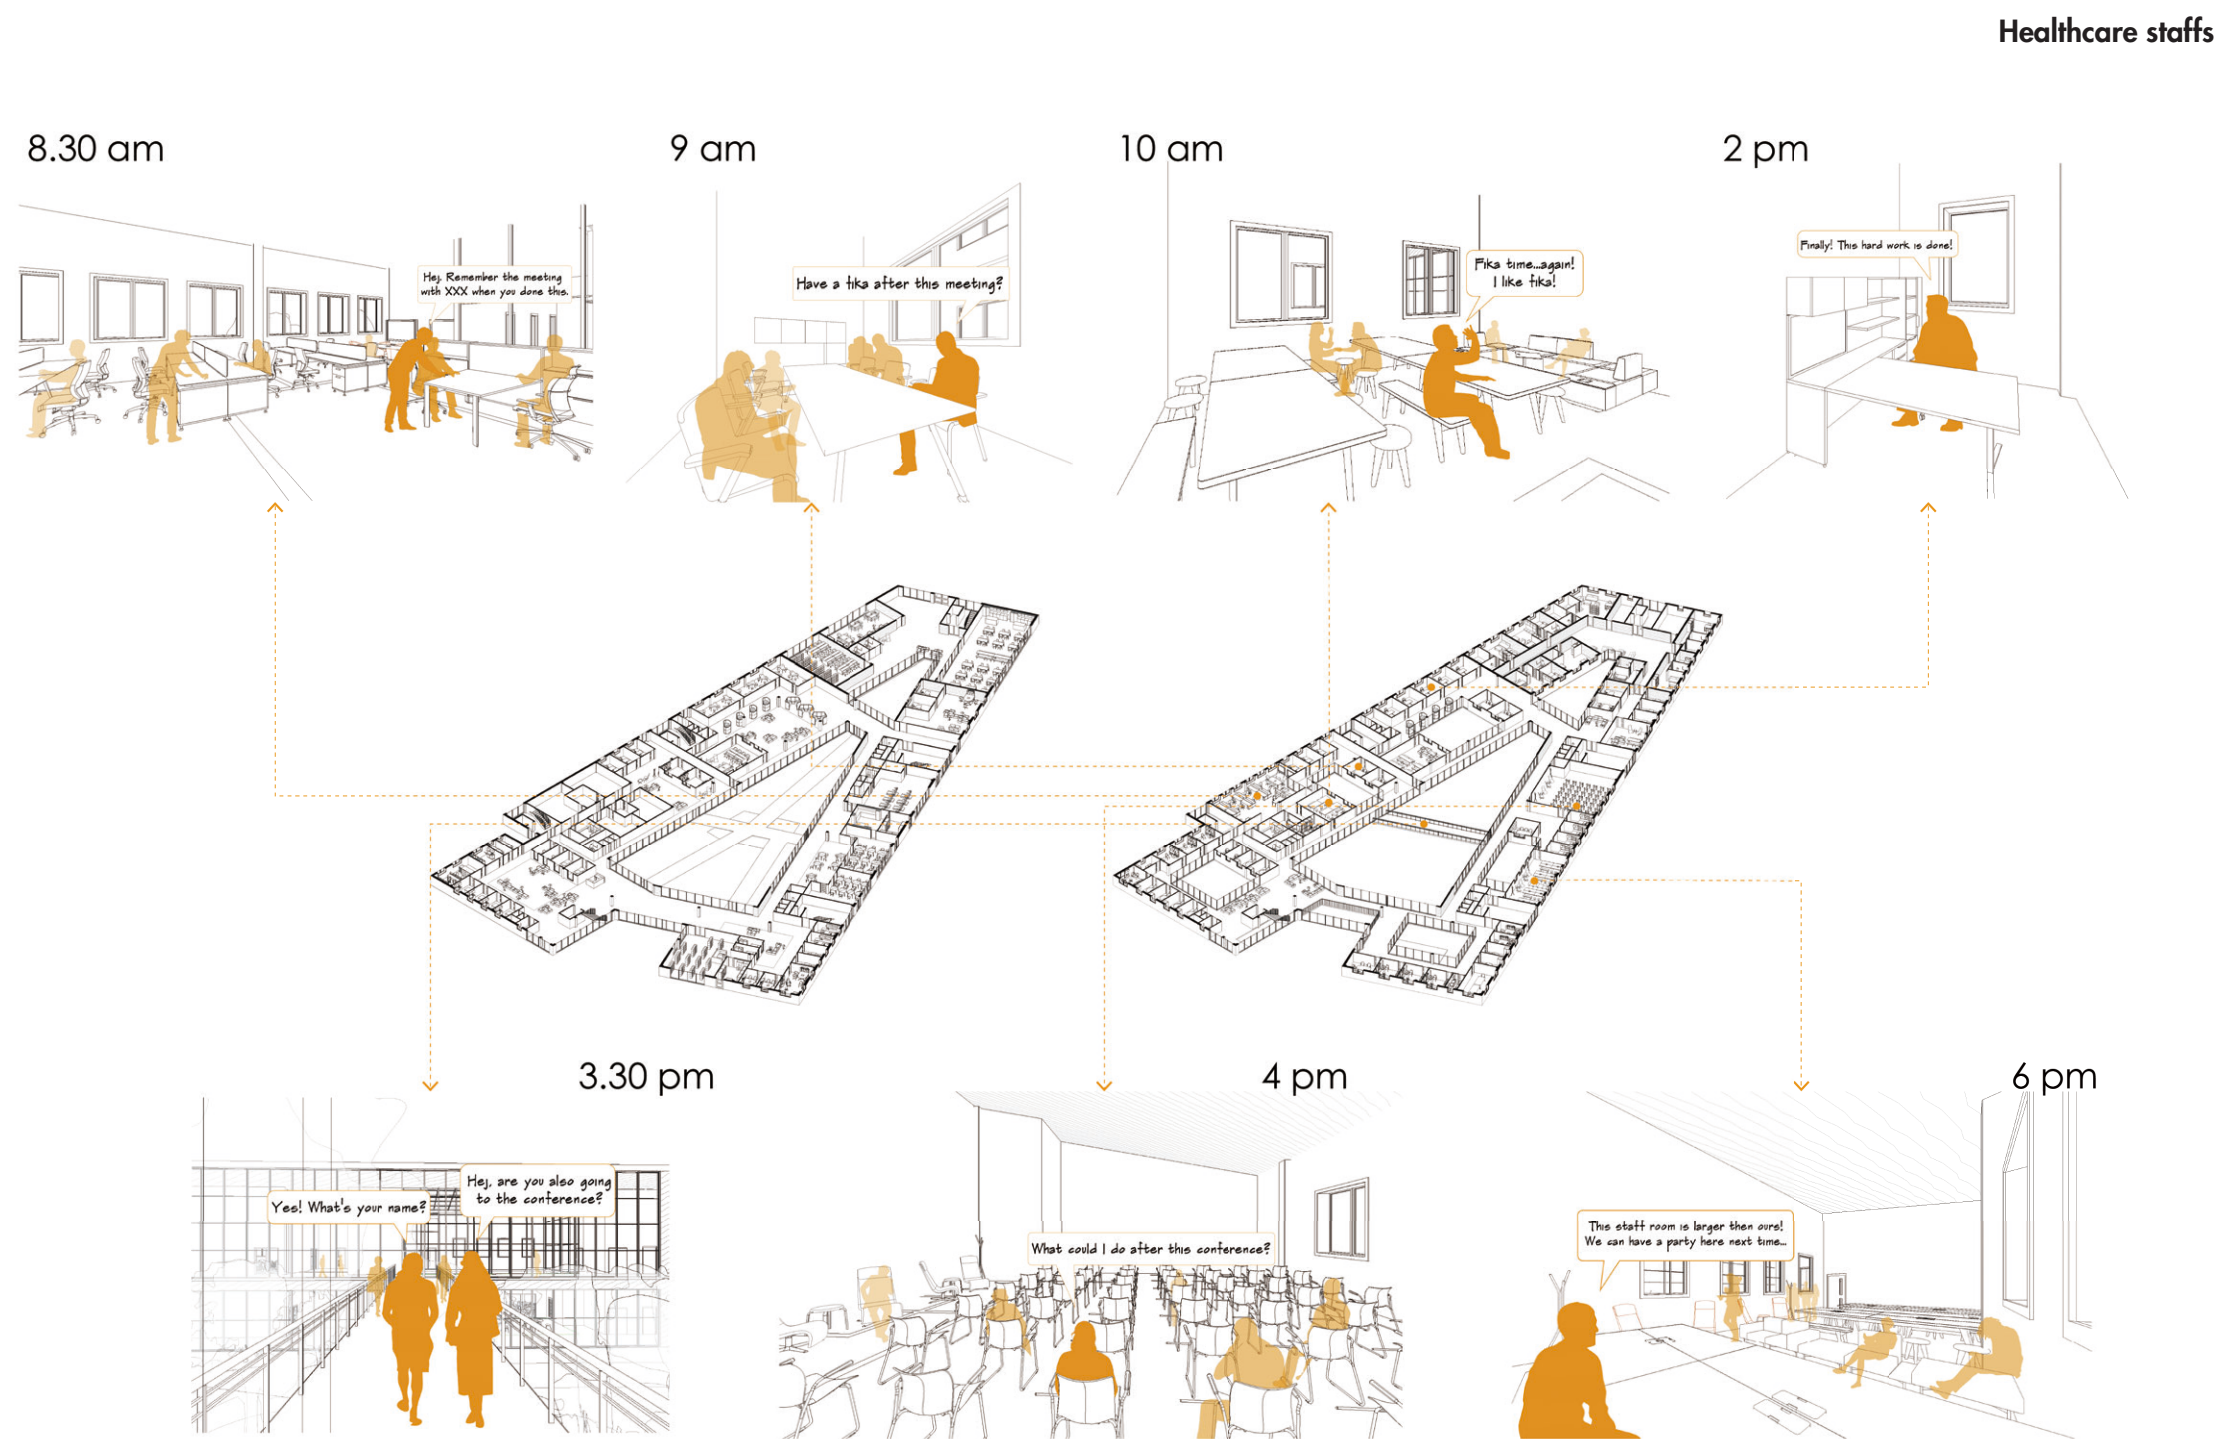 Healthcare staffs
8.30 am
9 am
10 am
2 pm
Hej, Remember the meeting
with XXX when you done this.
Have a fika after this meeting?
Fika time...again!
I like fika!
Finally! This hard work is done!
3.30 pm
4 pm
6 pm
Yes! What's your name?
Hej, are you also going
to the conference?
What could I do after this conference?
This staff room is larger then ours!
We can have a party here next time...